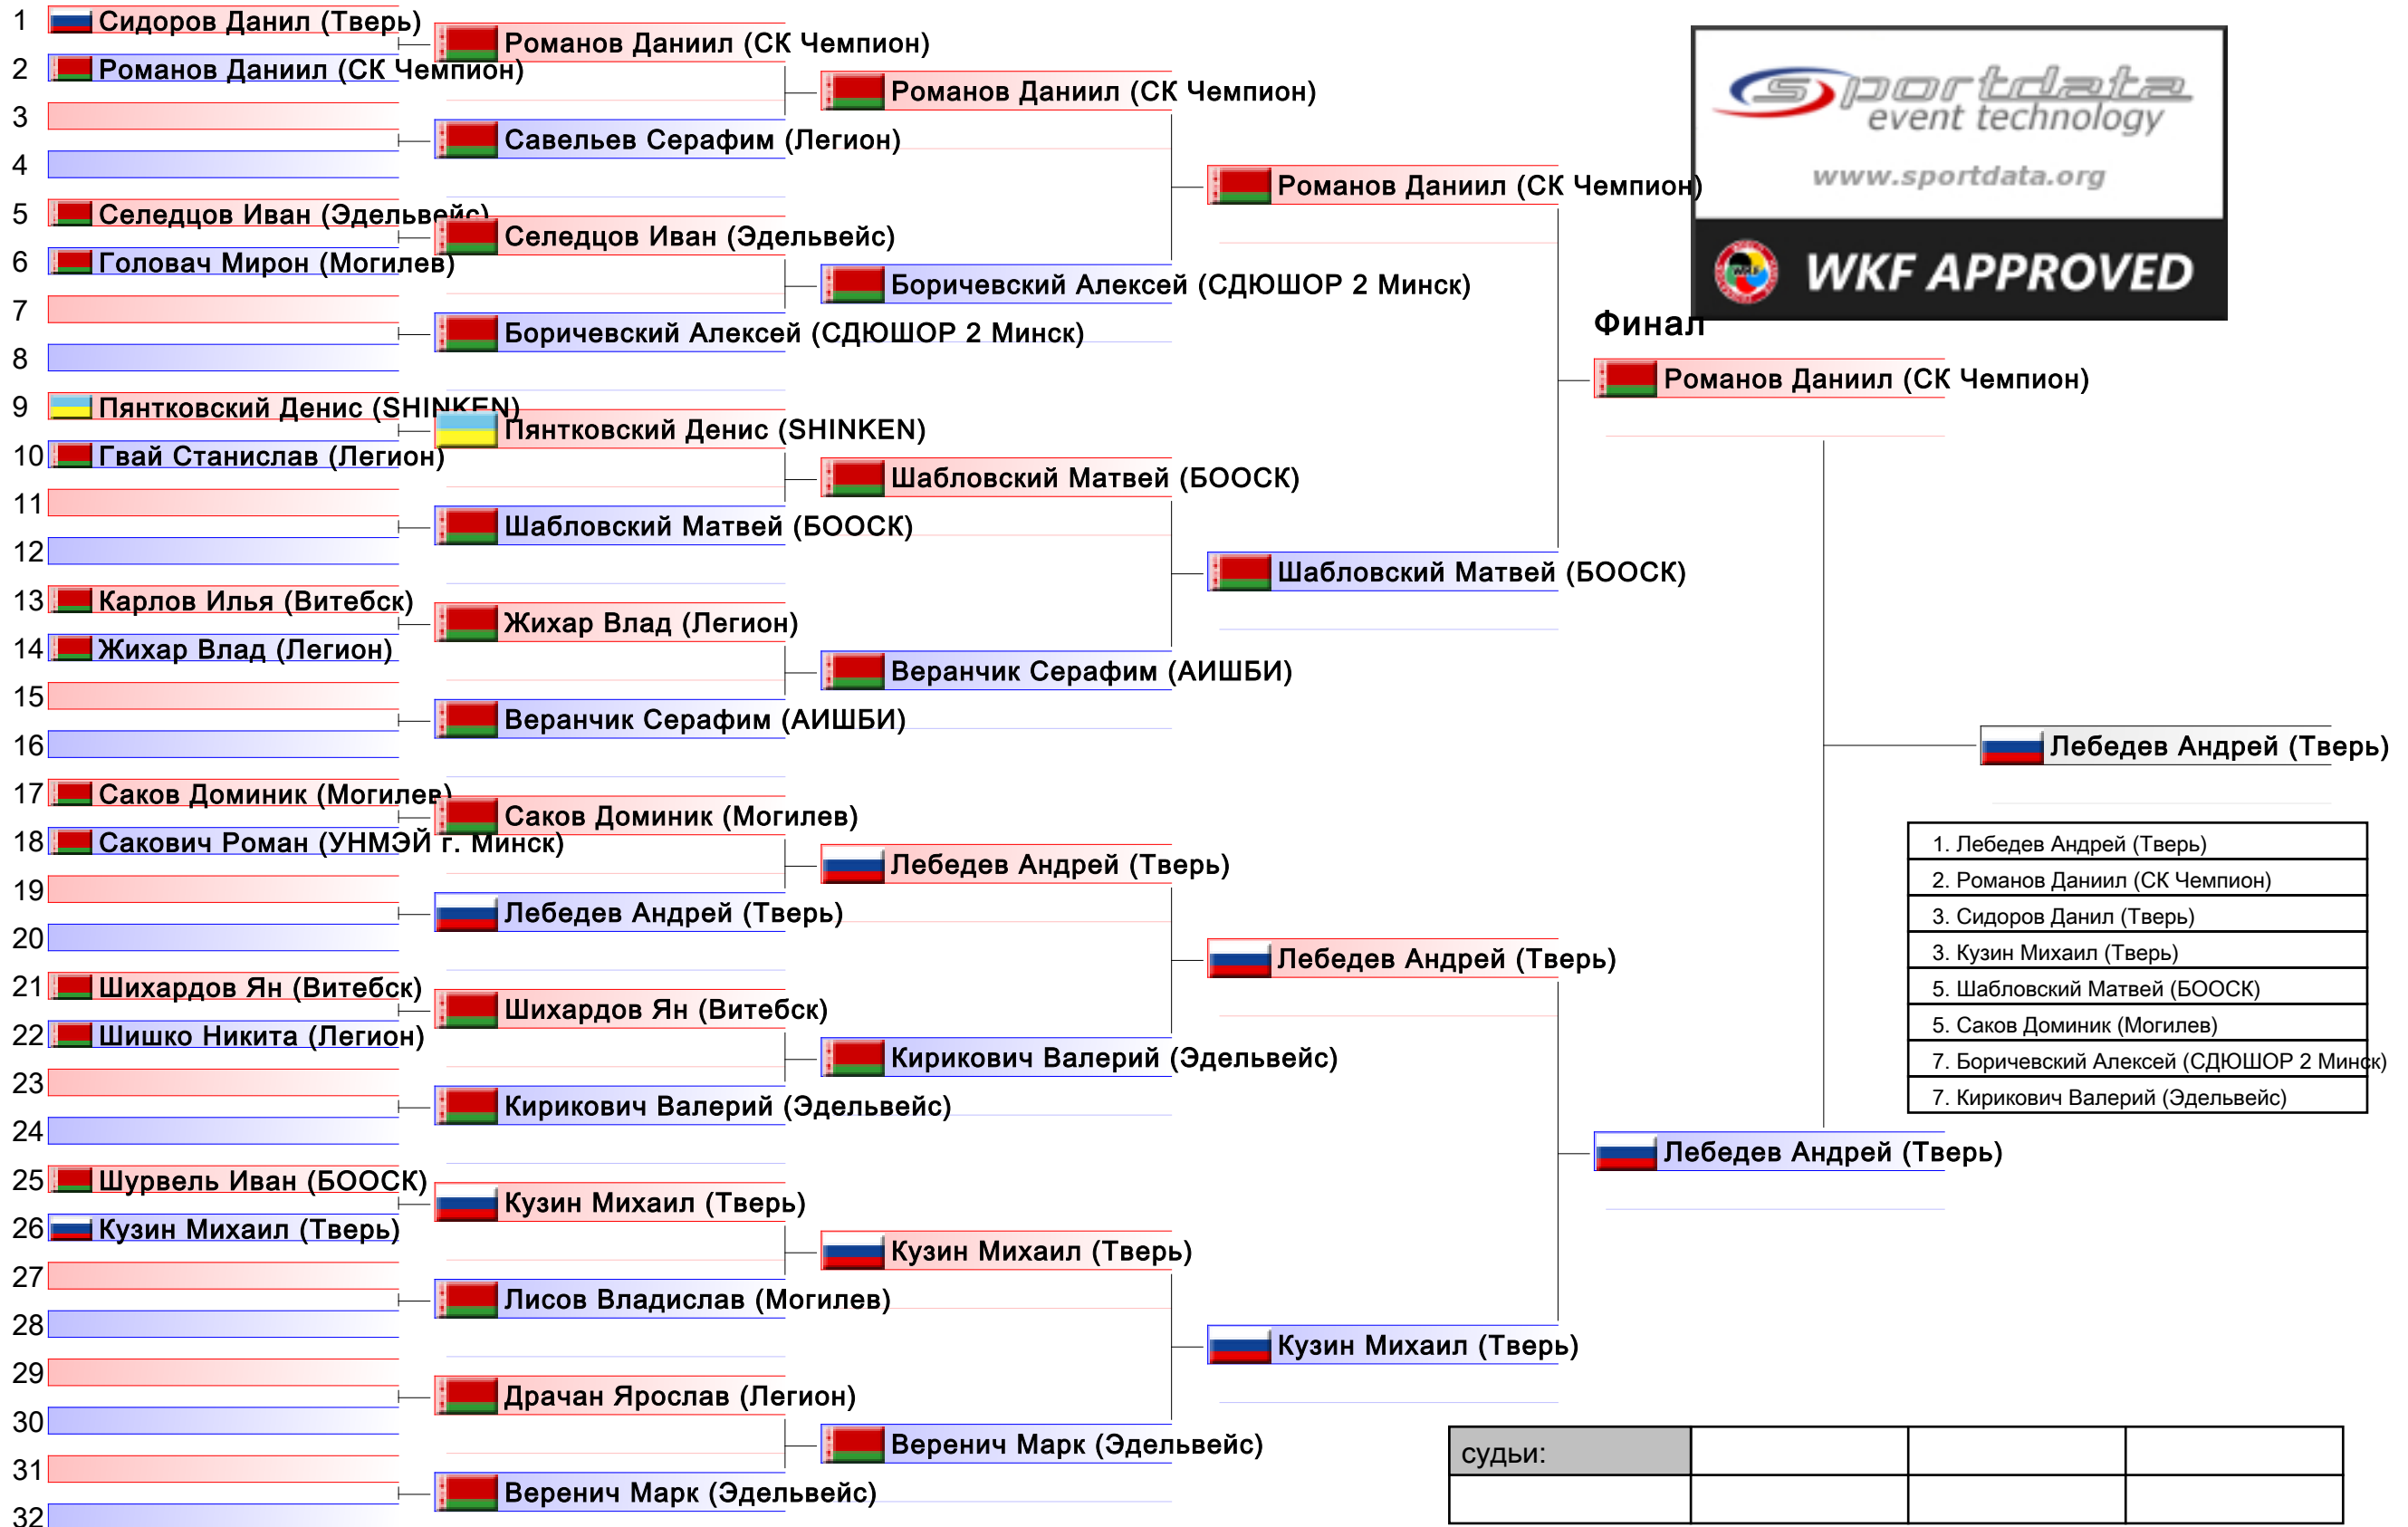 1 Сидоров Данил (Тверь)
2 Романов Даниил (СК Чемпион)
3
4
5 Селедцов Иван (Эдельвейс)
6 Головач Мирон (Могилев)
7
8
9 Пянтковский Денис (SHINKEN)
10 Гвай Станислав (Легион)
11
12
13 Карлов Илья (Витебск)
14 Жихар Влад (Легион)
15
16
17 Саков Доминик (Могилев)
18 Сакович Роман (УНМЭЙ г. Минск)
19
20
21 Шихардов Ян (Витебск)
22 Шишко Никита (Легион)
23
24
25 Шурвель Иван (БООСК)
26 Кузин Михаил (Тверь)
27
28
29
30
31
32
Романов Даниил (СК Чемпион)
Савельев Серафим (Легион)
Селедцов Иван (Эдельвейс)
Боричевский Алексей (СДЮШОР 2 Минск)
Пянтковский Денис (SHINKEN)
Шабловский Матвей (БООСК)
Жихар Влад (Легион)
Веранчик Серафим (АИШБИ)
Саков Доминик (Могилев)
Лебедев Андрей (Тверь)
Шихардов Ян (Витебск)
Кирикович Валерий (Эдельвейс)
Кузин Михаил (Тверь)
Лисов Владислав (Могилев)
Драчан Ярослав (Легион)
Веренич Марк (Эдельвейс)
Романов Даниил (СК Чемпион)
Боричевский Алексей (СДЮШОР 2 Минск)
Шабловский Матвей (БООСК)
Веранчик Серафим (АИШБИ)
Лебедев Андрей (Тверь)
Кирикович Валерий (Эдельвейс)
Кузин Михаил (Тверь)
Веренич Марк (Эдельвейс)
Романов Даниил (СК Чемпион)
Шабловский Матвей (БООСК)
Лебедев Андрей (Тверь)
Кузин Михаил (Тверь)
sportdata
event technology
www.sportdata.org
WKF
WKF APPROVED
Финал
Романов Даниил (СК Чемпион)
Лебедев Андрей (Тверь)
Лебедев Андрей (Тверь)
1. Лебедев Андрей (Тверь)
2. Романов Даниил (СК Чемпион)
3. Сидоров Данил (Тверь)
3. Кузин Михаил (Тверь)
5. Шабловский Матвей (БООСК)
5. Саков Доминик (Могилев)
7. Боричевский Алексей (СДЮШОР 2 Минск)
7. Кирикович Валерий (Эдельвейс)
судьи: